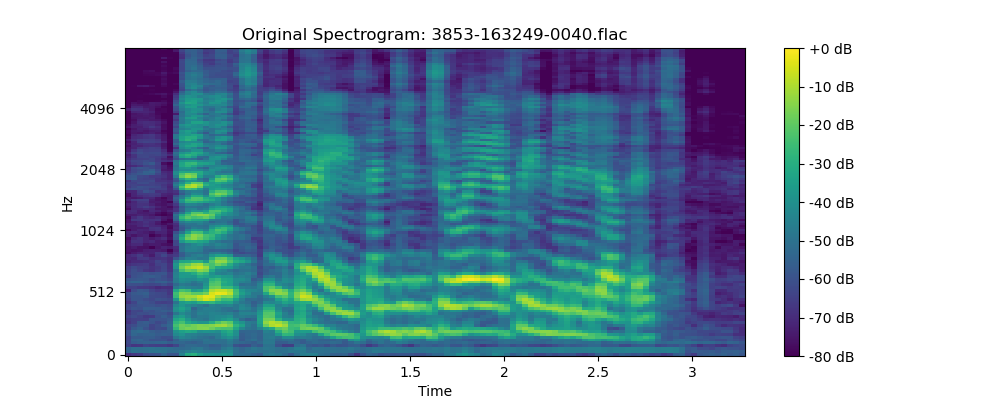 Original Spectrogram: 3853-163249-0040.flac
Hz
4096
2048
1024
512
0
0 0.5 1 1.5 2 2.5 3
Time
+0 dB
-10 dB
-20 dB
-30 dB
-40 dB
-50 dB
-60 dB
-70 dB
-80 dB